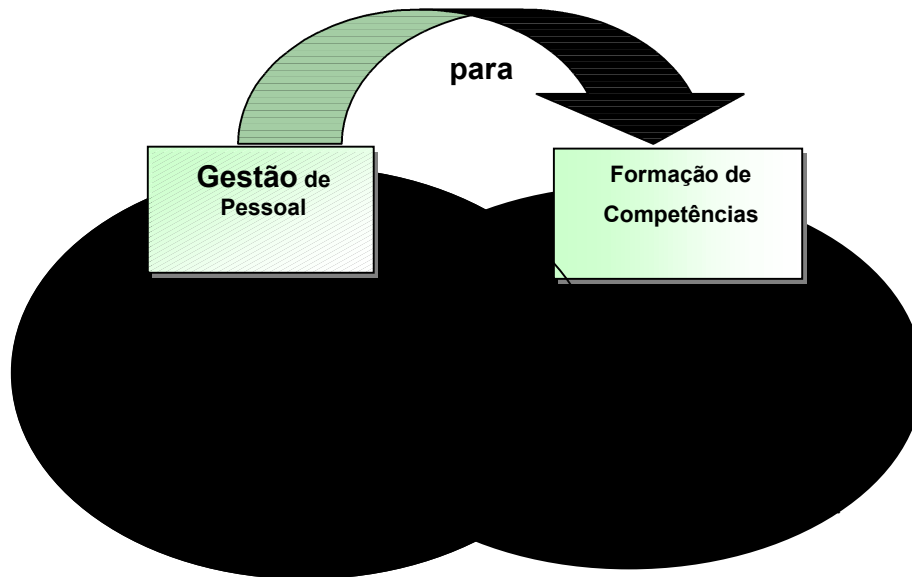 para
Gestão de
Pessoal
Formação de
Competências